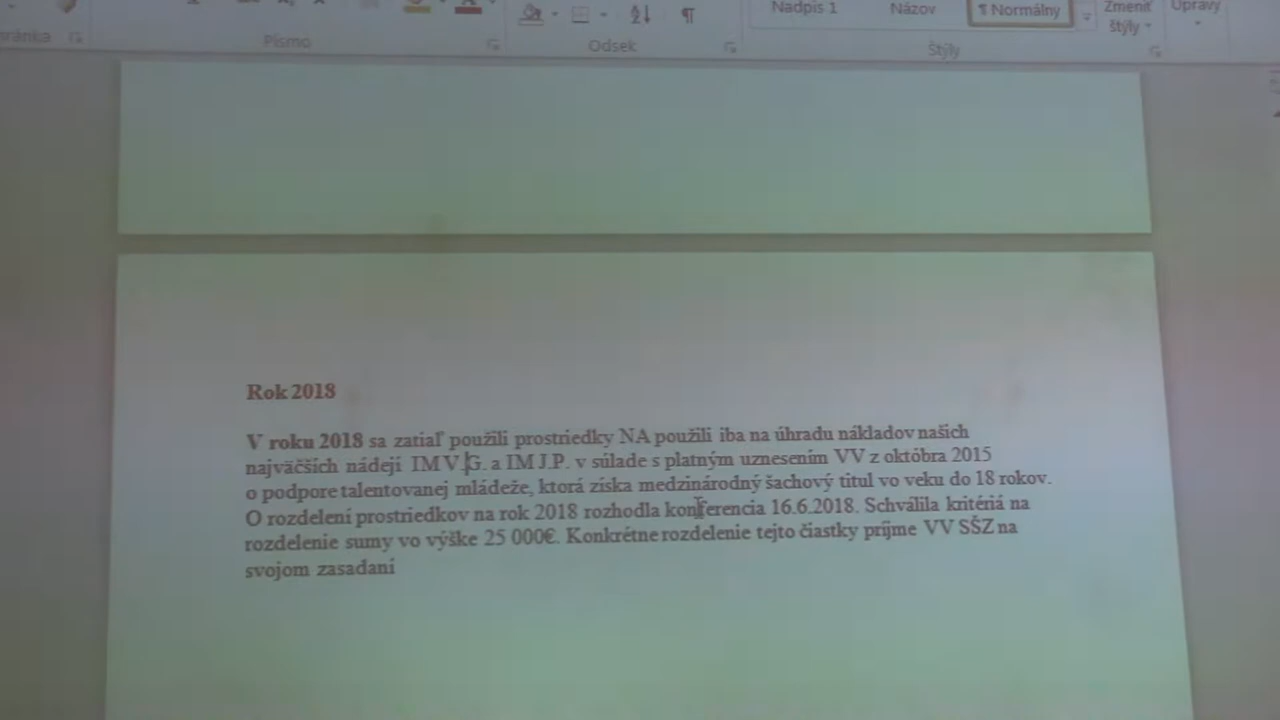 Nadpis 1 Názov ¶ Normálny Zmeniť štýly Úpravy
Písmo Odsek Štýly
Rok 2018
V roku 2018 sa zatiaľ použili prostriedky NA použili iba na úhradu nákladov našich
najväčších nádejí IM V.G. a IM J.P. v súlade s platným uznesením VV z októbra 2015
o podpore talentovanej mládeže, ktorá získa medzinárodný šachový titul vo veku do 18 rokov.
O rozdelení prostriedkov na rok 2018 rozhodla konferencia 16.6.2018. Schválila kritériá na
rozdelenie sumy vo výške 25 000€. Konkrétne rozdelenie tejto čiastky príjme VV SŠZ na
svojom zasadaní